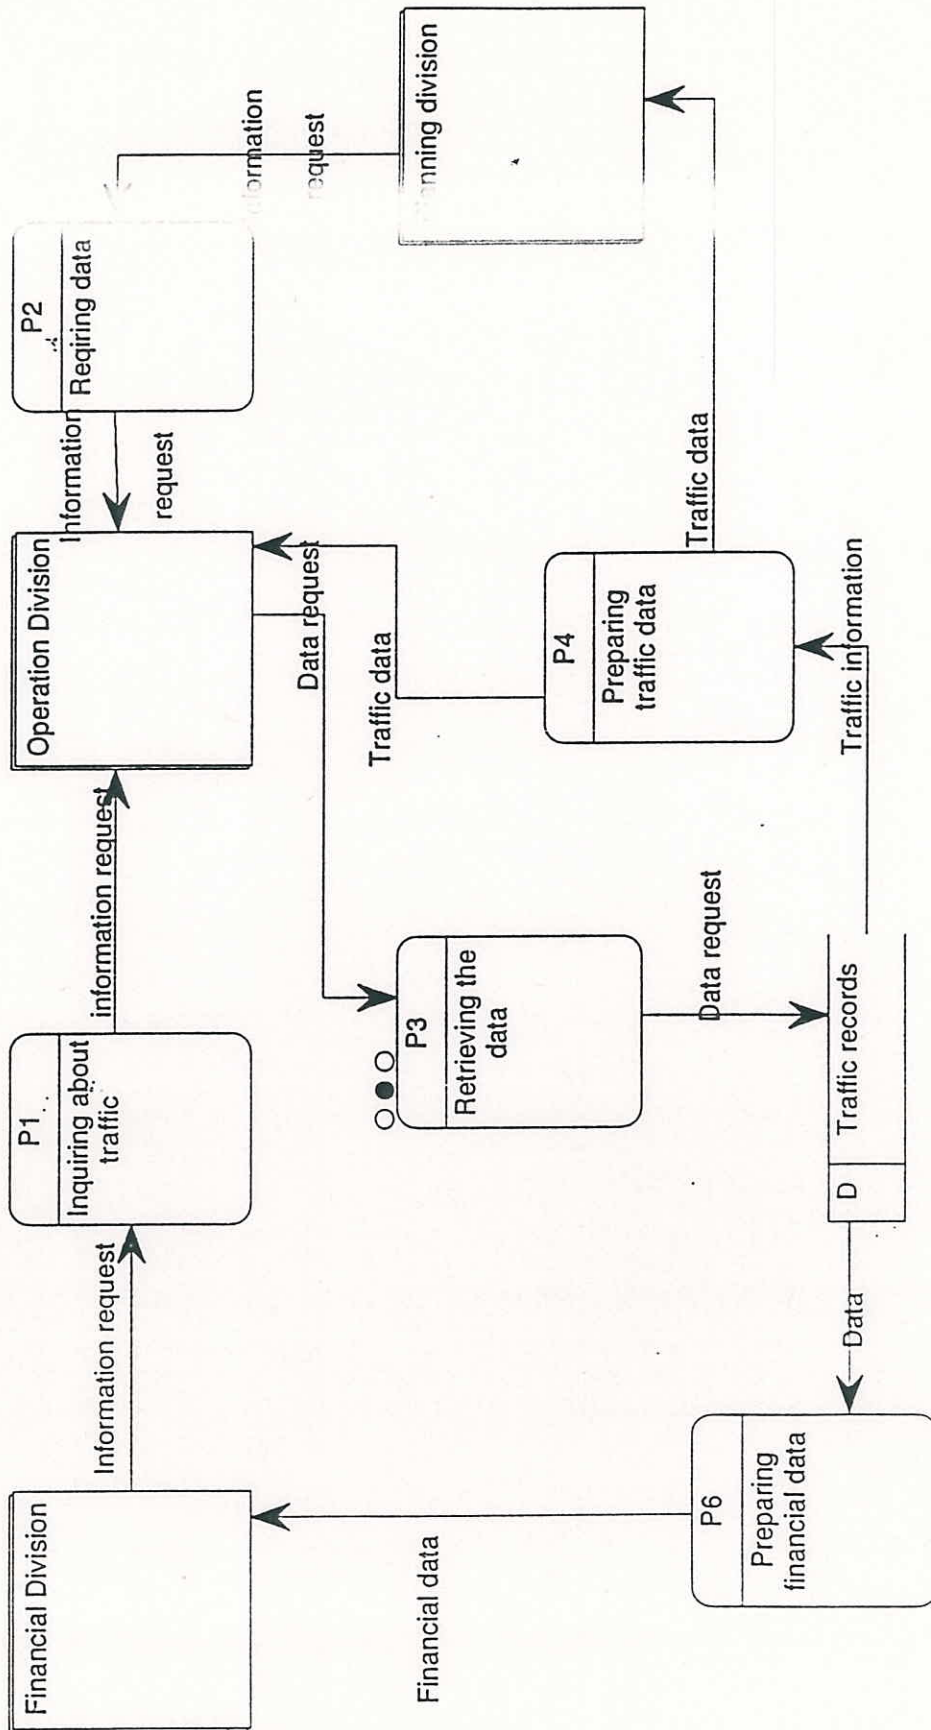 Financial Division
Information request
P1
Inquiring about
traffic
information request
Operation Division
Information
request
P2
Reqiring data
request
Data request
Traffic data
P3
Retrieving the
data
P4
Preparing
traffic data
Traffic data
Financial data
Data request
P6
Preparing
financial data
Data
D
Traffic records
Traffic information